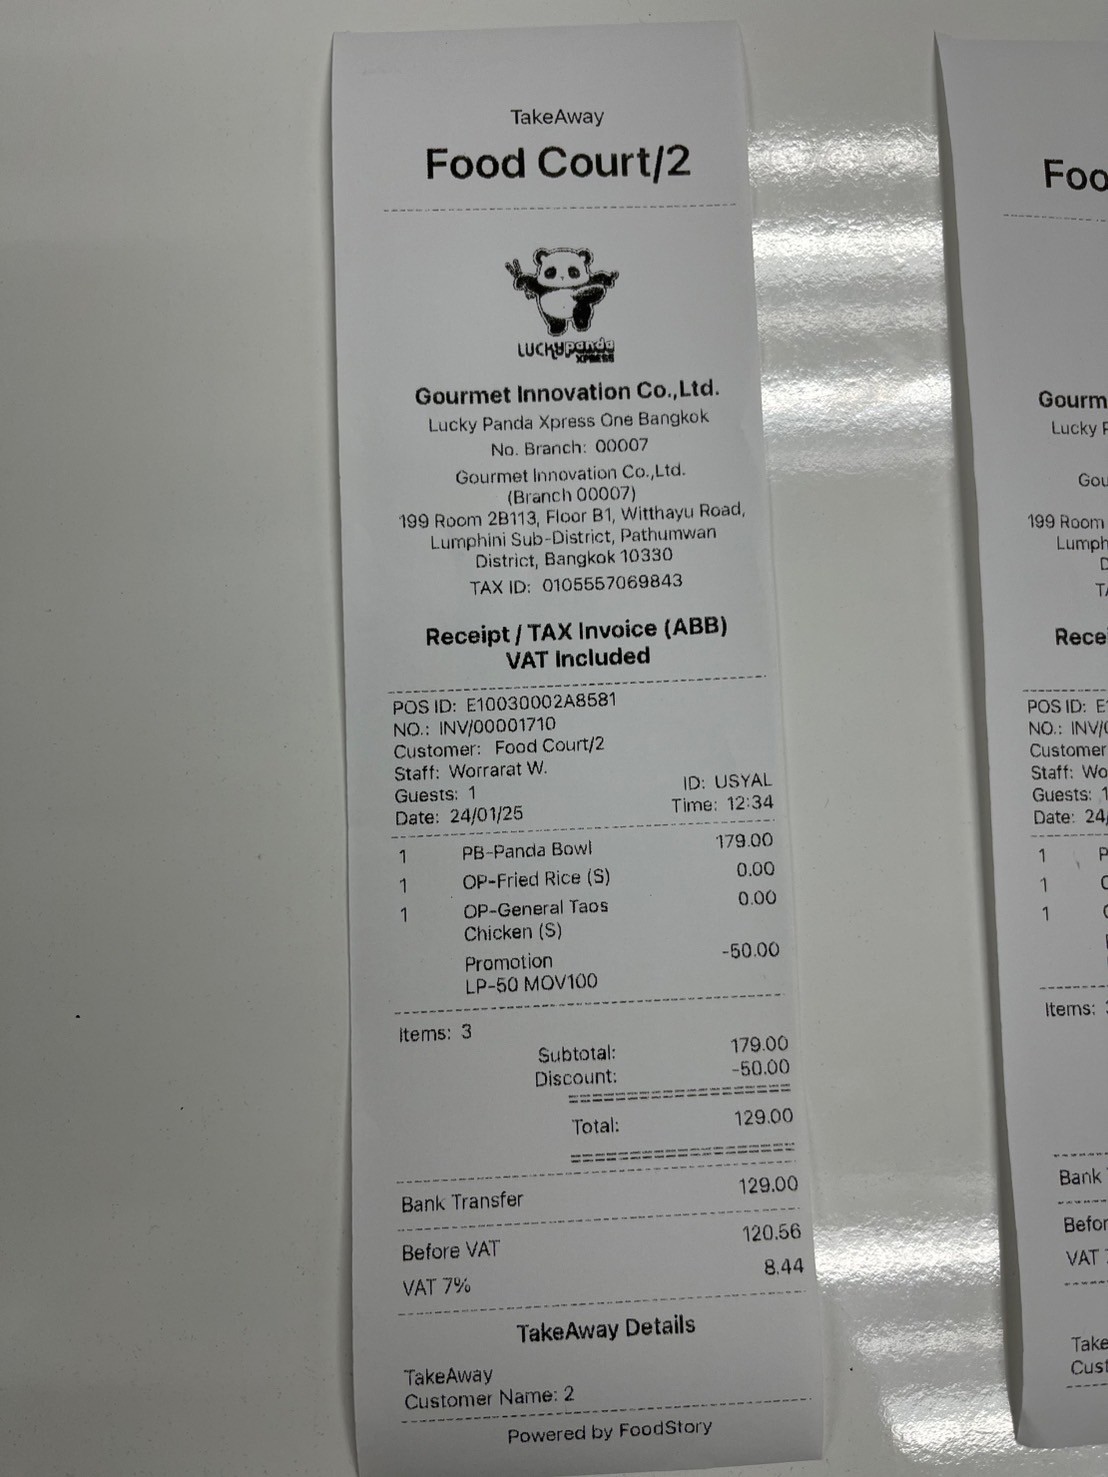 TakeAway
Food Court/2
LUCKYpanda
XPRESS
Gourmet Innovation Co.,Ltd.
Lucky Panda Xpress One Bangkok
No. Branch: 00007
Gourmet Innovation Co.,Ltd.
(Branch 00007)
199 Room 2B113, Floor B1, Witthayu Road,
Lumphini Sub-District, Pathumwan
District, Bangkok 10330
TAX ID: 0105557069843
Receipt / TAX Invoice (ABB)
VAT Included
POS ID: E10030002A8581
NO.: INV/00001710
Customer: Food Court/2
Staff: Worrarat W.
Guests: 1 ID: USYAL
Date: 24/01/25 Time: 12:34
1 PB-Panda Bowl 179.00
1 OP-Fried Rice (S) 0.00
1 OP-General Taos 0.00
Chicken (S)
Promotion -50.00
LP-50 MOV100
Items: 3
Subtotal: 179.00
Discount: -50.00
Total: 129.00
Bank Transfer 129.00
Before VAT 120.56
VAT 7% 8.44
TakeAway Details
TakeAway
Customer Name: 2
Powered by FoodStory
Foo
Gourm
Lucky P
Gou
199 Room
Lumph
D
TA
Recei
POS ID: E1
NO.: INV/0
Customer
Staff: Wo
Guests: 1
Date: 24/
1 P
1
1
Items:
Bank
Befor
VAT
Take
Cust